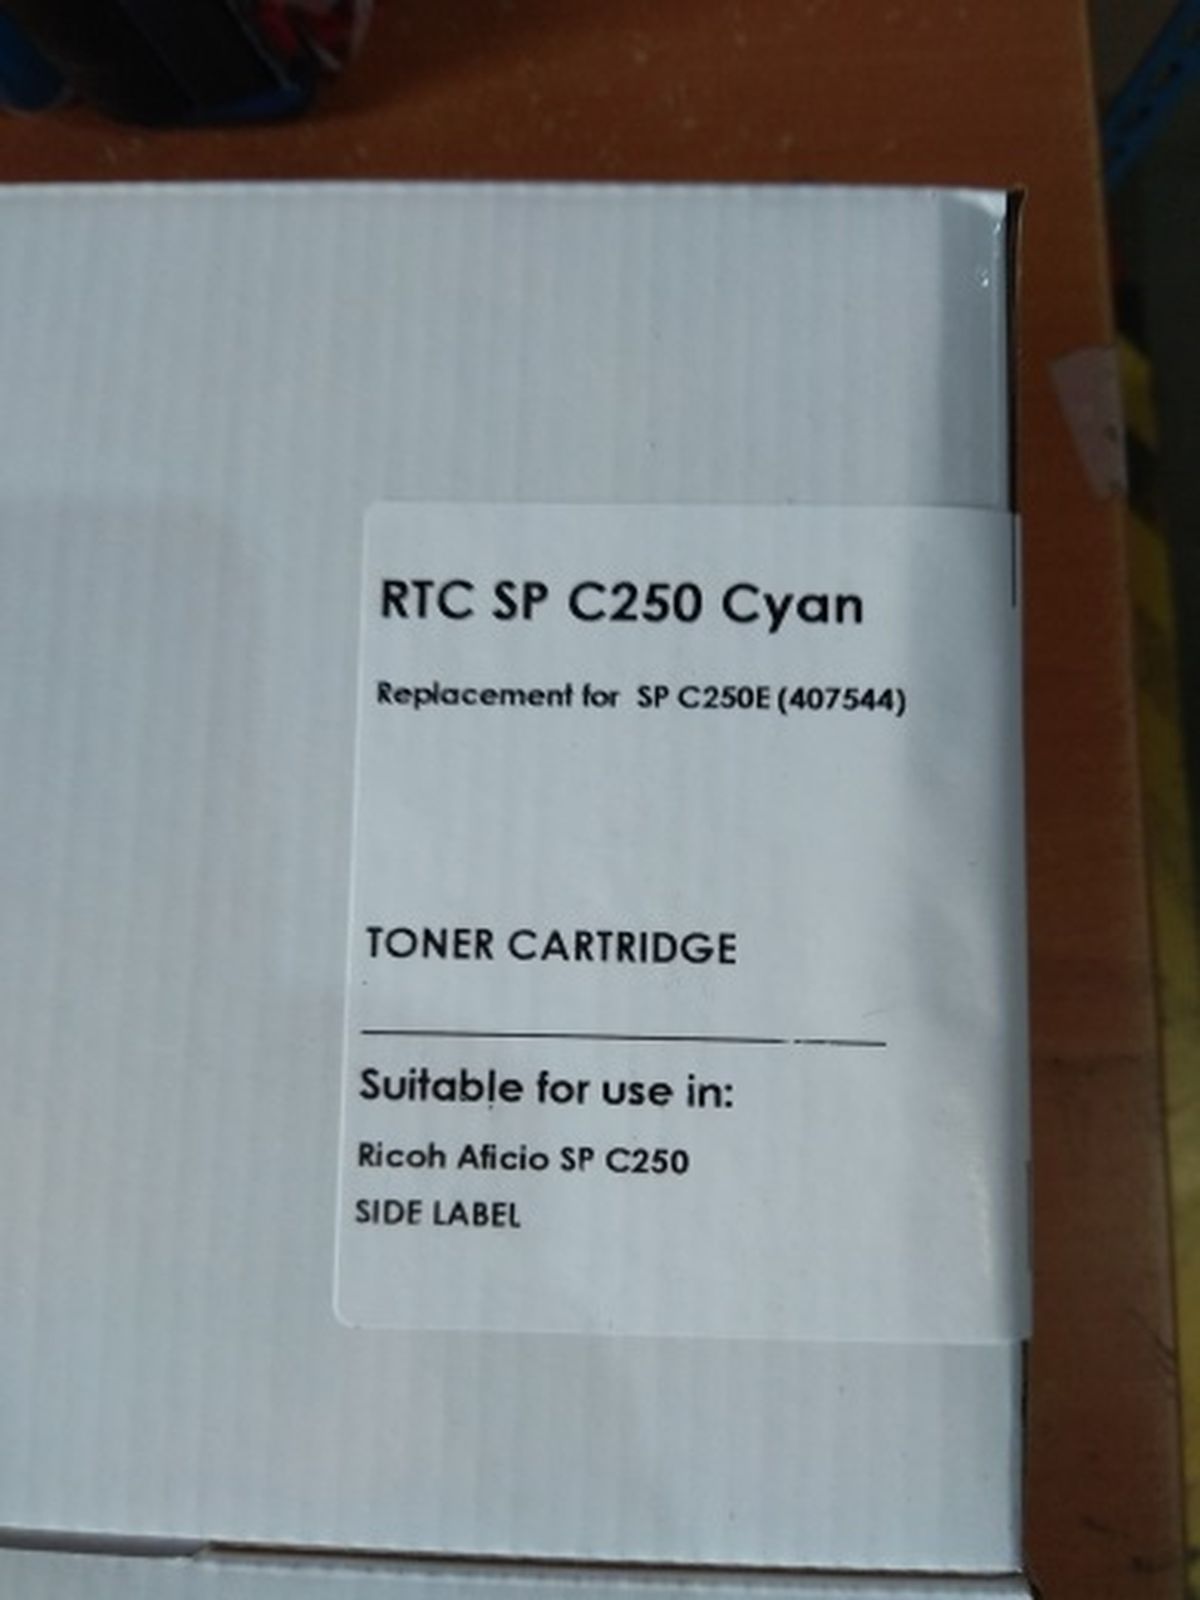 RTC SP C250 Cyan
Replacement for SP C250E (407544)
TONER CARTRIDGE
Suitable for use in:
Ricoh Aficio SP C250
SIDE LABEL